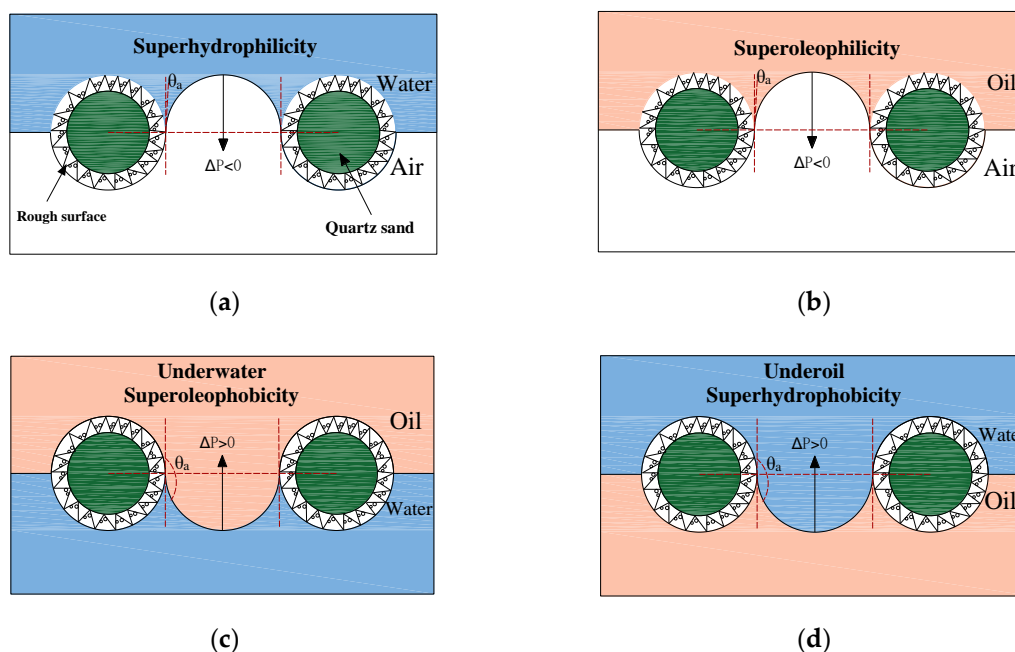 Superhydrophilicity
θa
Water
ΔP<0
Air
Rough surface
Quartz sand
(a)
Superoleophilicity
θa
Oil
ΔP<0
Air
(b)
Underwater
Superoleophobicity
Oil
ΔP>0
θa
Water
(c)
Underoil
Superhydrophobicity
Water
ΔP>0
θa
Oil
(d)